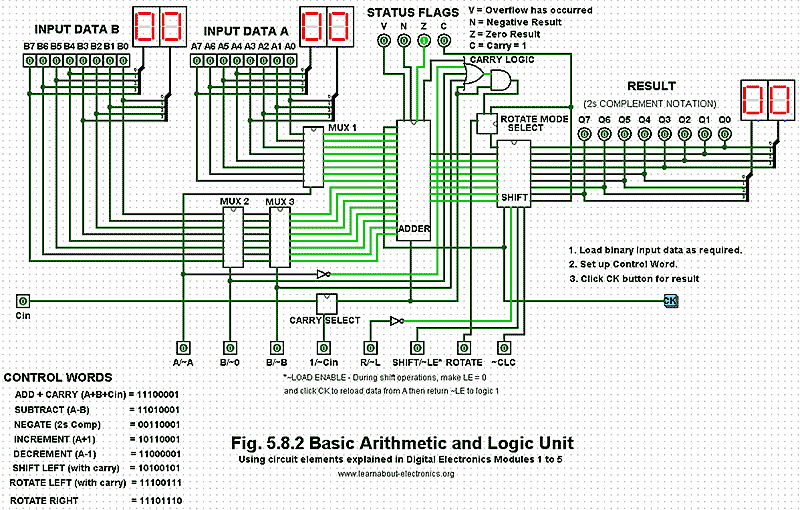 STATUS FLAGS
V = Overflow has occurred
N = Negative Result
Z = Zero Result
C = Carry = 1
V N Z C
INPUT DATA B
00
INPUT DATA A
00
B7 B6 B5 B4 B3 B2 B1 B0
A7 A6 A5 A4 A3 A2 A1 A0
0 0 0 0 0 0 0 0
0 0 0 0 0 0 0 0
0 0 1 0
CARRY LOGIC
RESULT
(2s COMPLEMENT NOTATION)
00
Q7 Q6 Q5 Q4 Q3 Q2 Q1 Q0
0 0 0 0 0 0 0 0
ROTATE MODE
SELECT
MUX 1
MUX 2
MUX 3
SHIFT
ADDER
1. Load binary input data as required.
2. Set up Control Word.
3. Click CK button for result
0
Cin
CK
CARRY SELECT
0 0 0 0 0 0 0 0
A/~A B/~0 B/~B 1/~Cin R/~L SHIFT/~LE* ROTATE ~CLC
*~LOAD ENABLE - During shift operations, make LE = 0
and click CK to reload data from A then return ~LE to logic 1
CONTROL WORDS
ADD + CARRY (A+B+Cin) = 11100001
SUBTRACT (A-B) = 11010001
NEGATE (2s Comp) = 00110001
INCREMENT (A+1) = 10110001
DECREMENT (A-1) = 11000001
SHIFT LEFT (with carry) = 10100101
ROTATE LEFT (with carry) = 11100111
ROTATE RIGHT = 11101110
Fig. 5.8.2 Basic Arithmetic and Logic Unit
Using circuit elements explained in Digital Electronics Modules 1 to 5
www.learnabout-electronics.org